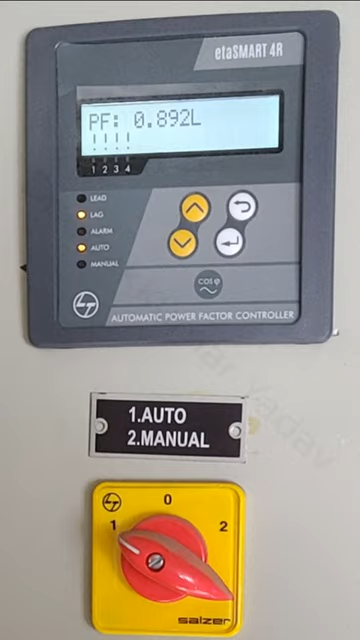 etaSMART 4R
PF: 0.892L
1 2 3 4
LEAD
LAG
ALARM
AUTO
MANUAL
COS φ
AUTOMATIC POWER FACTOR CONTROLLER
1.AUTO
2.MANUAL
0
1
2
salzer